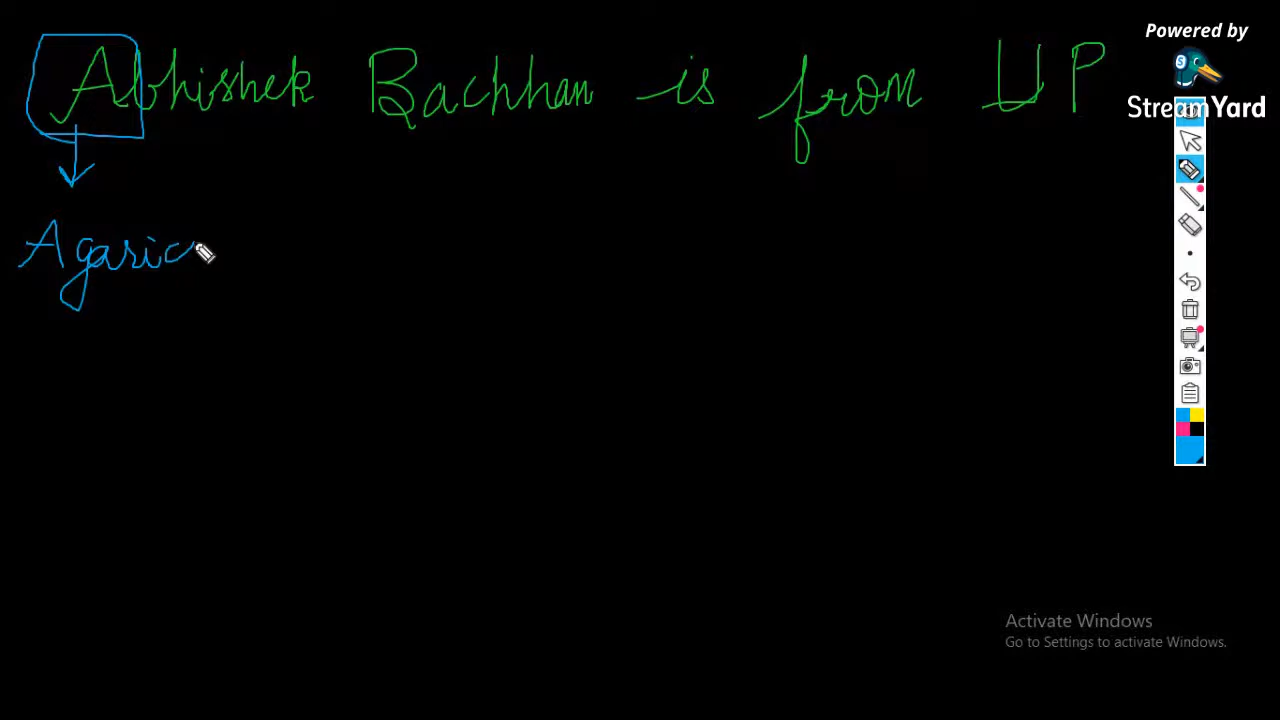 Powered by
Abhishek Bachhan is from UP
StreamYard
Agaric
Activate Windows
Go to Settings to activate Windows.